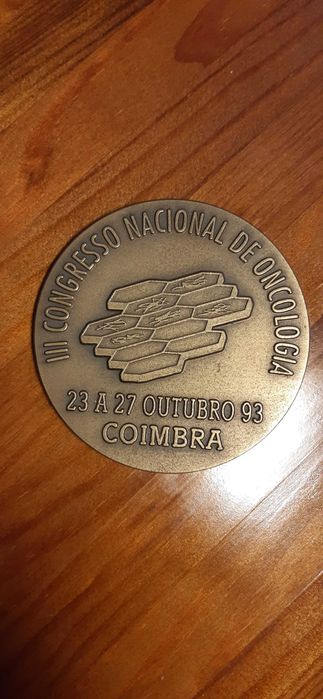 III CONGRESSO NACIONAL DE ONCOLOGIA
23 A 27 OUTUBRO 93
COIMBRA